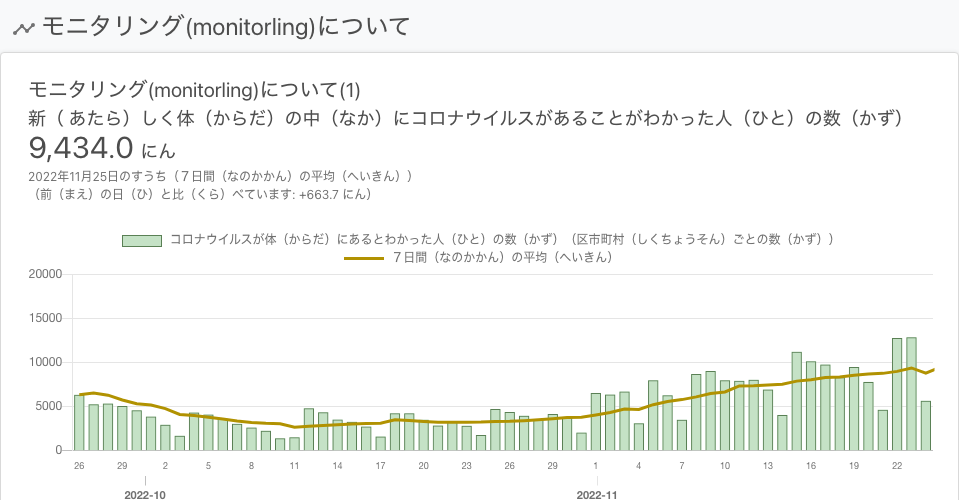 モニタリング(monitorling)について
モニタリング(monitorling)について(1)
新（ あたら）しく体（からだ）の中（なか）にコロナウイルスがあることがわかった人（ひと）の数（かず）
9,434.0 にん
2022年11月25日のすうち（７日間（なのかかん）の平均（へいきん））
（前（まえ）の日（ひ）と比（くら）べています: +663.7 にん）
コロナウイルスが体（からだ）にあるとわかった人（ひと）の数（かず）（区市町村（しくちょうそん）ごとの数（かず））
７日間（なのかかん）の平均（へいきん）
20000
15000
10000
5000
0
26 29 2 5 8 11 14 17 20 23 26 29 1 4 7 10 13 16 19 22
2022-10 2022-11